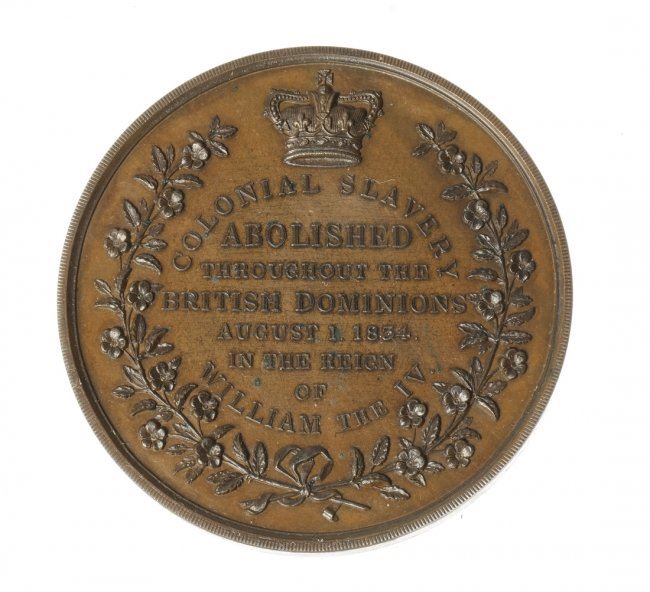 COLONIAL SLAVERY
ABOLISHED
THROUGHOUT THE
BRITISH DOMINIONS
AUGUST 1. 1834.
IN THE REIGN
OF
WILLIAM THE IV.